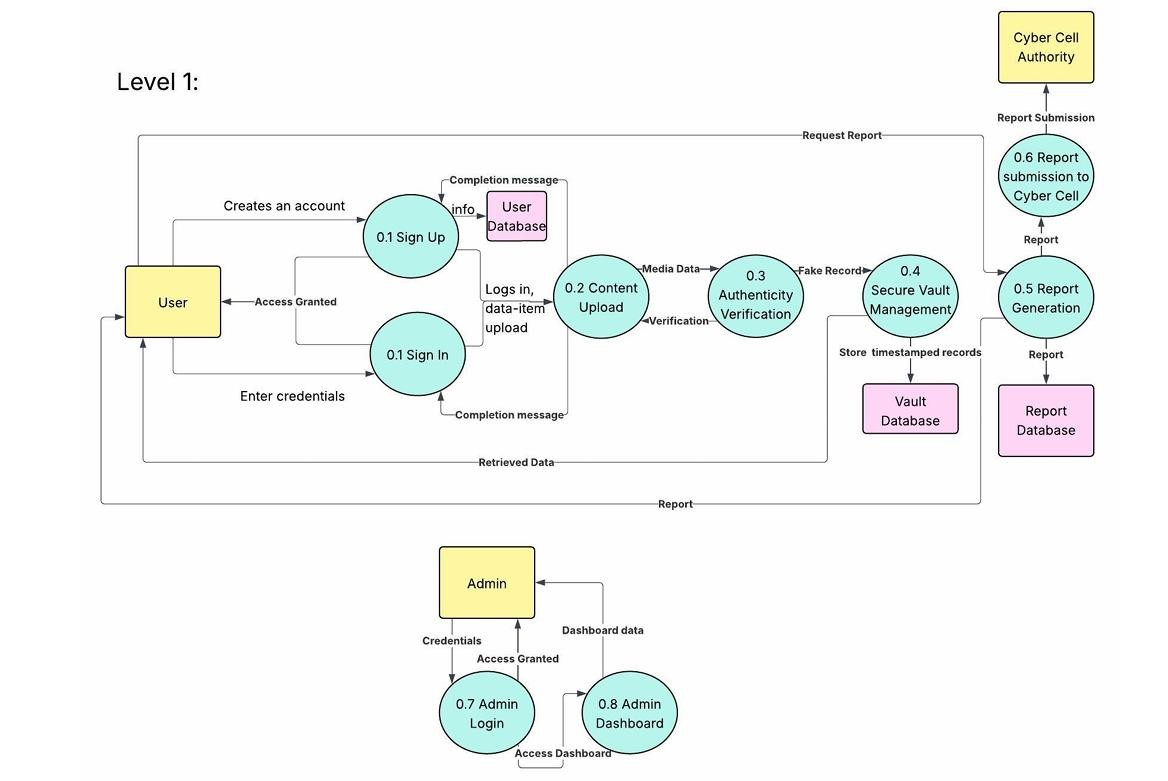 Cyber Cell
Authority
Level 1:
Report Submission
Request Report
0.6 Report
submission to
Cyber Cell
Completion message
Creates an account
info
User
Database
0.1 Sign Up
Report
0.2 Content
Upload
Media Data
0.3
Authenticity
Verification
Fake Record
0.4
Secure Vault
Management
0.5 Report
Generation
User
Access Granted
Logs in,
data-item
upload
Verification
0.1 Sign In
Store timestamped records
Report
Enter credentials
Completion message
Vault
Database
Report
Database
Retrieved Data
Report
Admin
Credentials
Dashboard data
Access Granted
0.7 Admin
Login
0.8 Admin
Dashboard
Access Dashboard